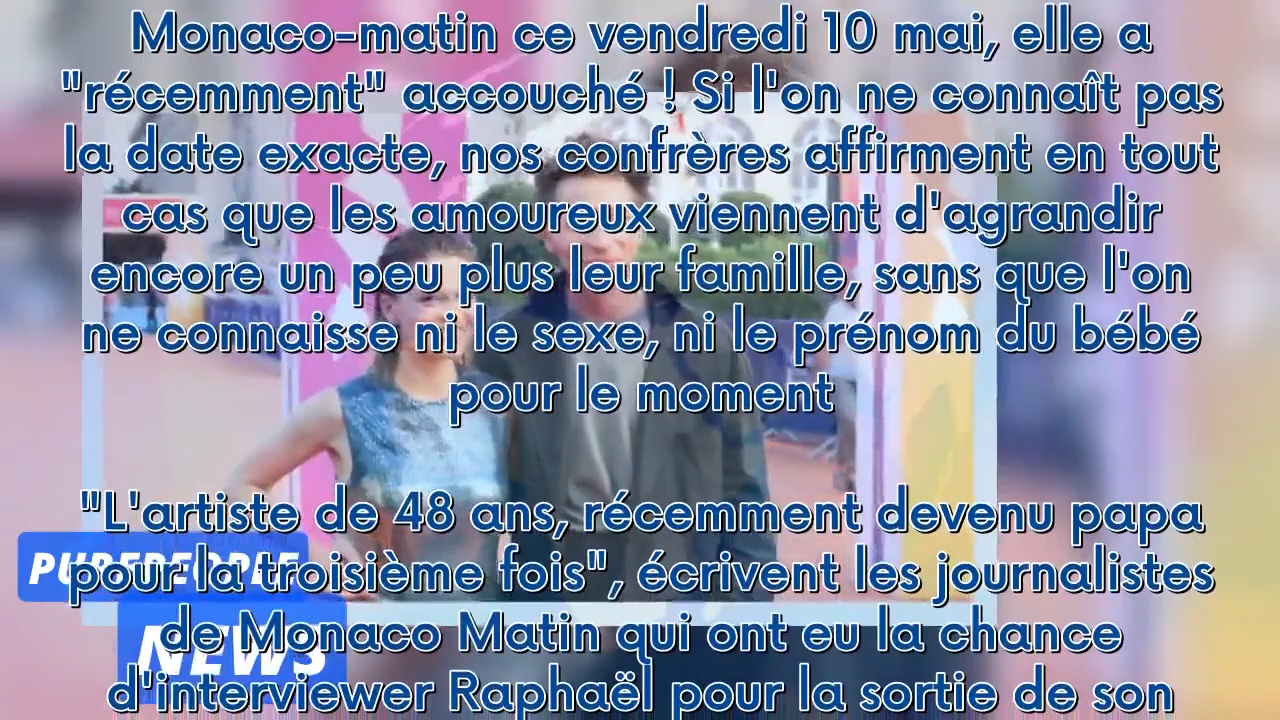 Monaco-matin ce vendredi 10 mai, elle a
"récemment" accouché ! Si l'on ne connaît pas
la date exacte, nos confrères affirment en tout
cas que les amoureux viennent d'agrandir
encore un peu plus leur famille, sans que l'on
ne connaisse ni le sexe, ni le prénom du bébé
pour le moment
"L'artiste de 48 ans, récemment devenu papa
PUREPEOPLE
pour la troisième fois", écrivent les journalistes
de Monaco Matin qui ont eu la chance
NEWS
d'interviewer Raphaël pour la sortie de son